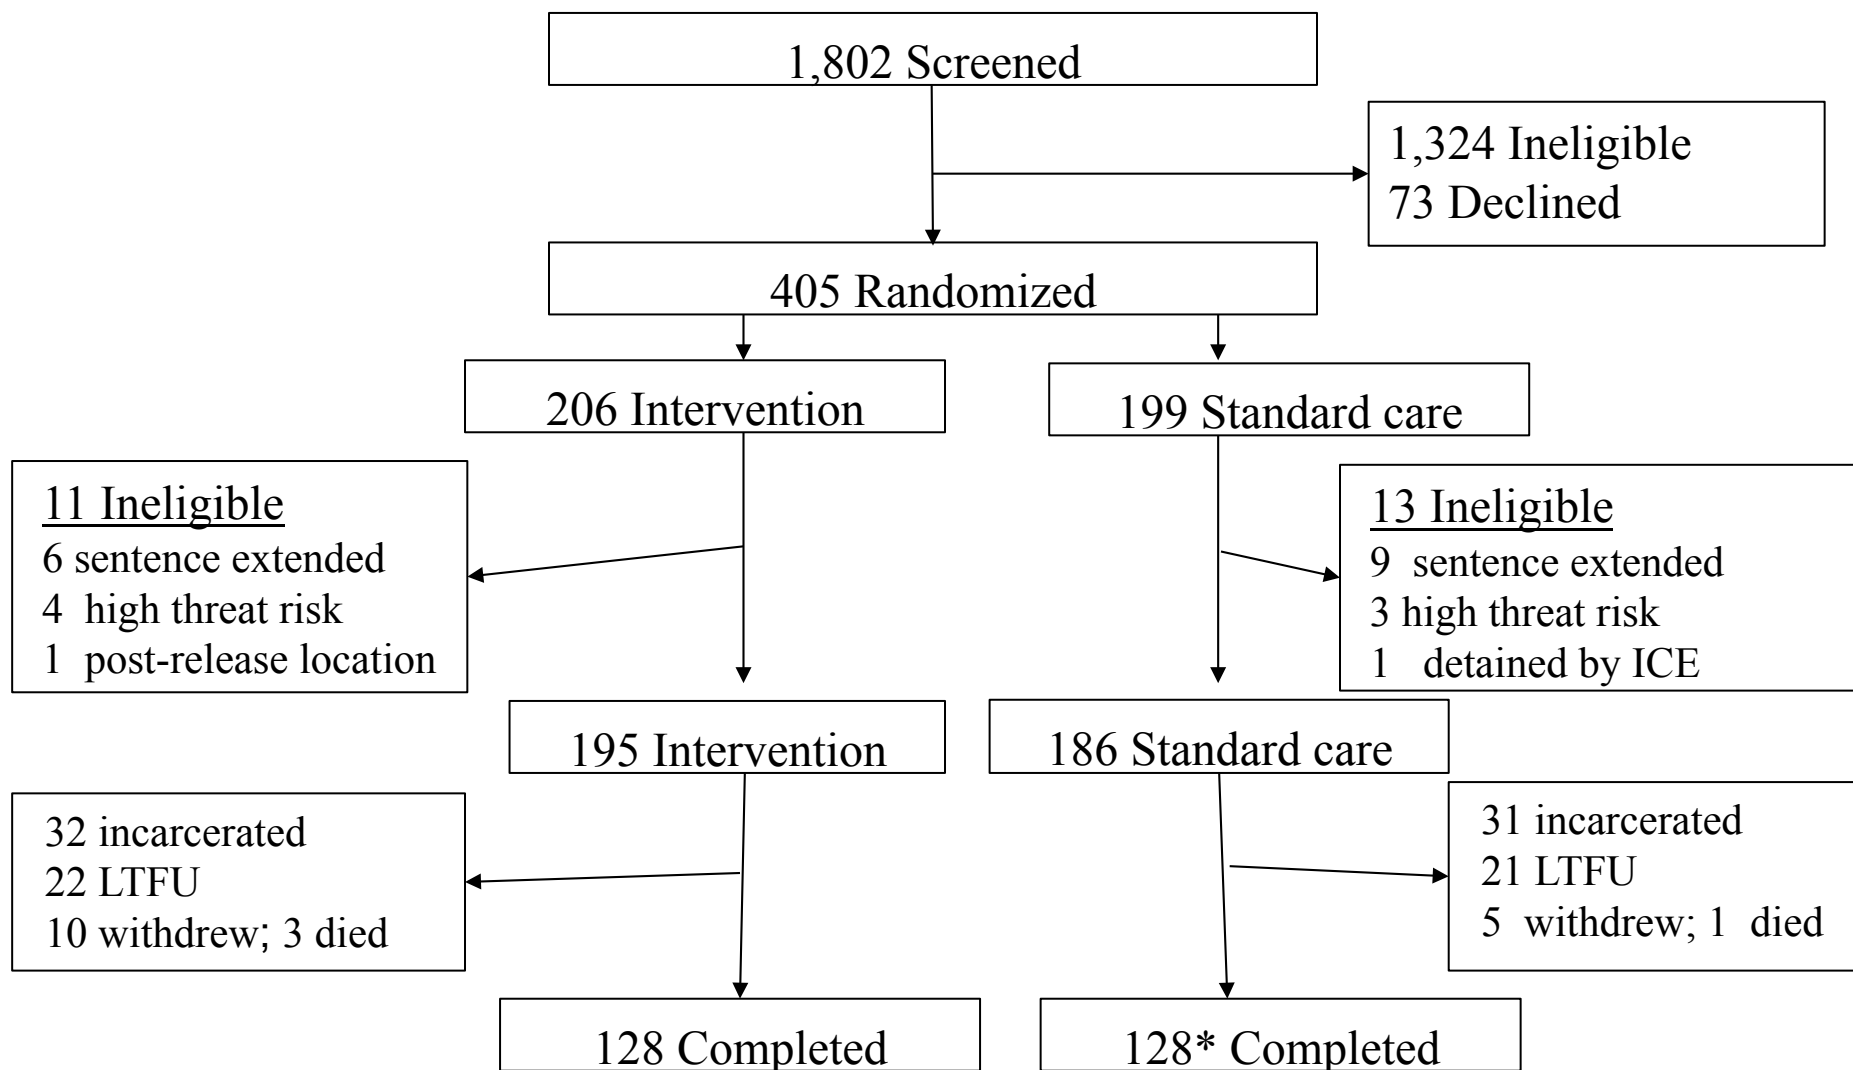 1,802 Screened
1,324 Ineligible
73 Declined
405 Randomized
206 Intervention
199 Standard care
11 Ineligible
6 sentence extended
4 high threat risk
1 post-release location
13 Ineligible
9 sentence extended
3 high threat risk
1 detained by ICE
195 Intervention
186 Standard care
32 incarcerated
22 LTFU
10 withdrew; 3 died
31 incarcerated
21 LTFU
5 withdrew; 1 died
128 Completed
128* Completed